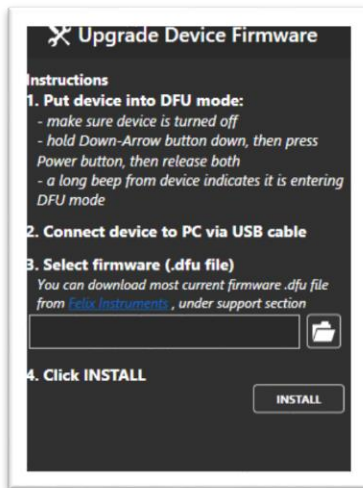 Upgrade Device Firmware
Instructions
1. Put device into DFU mode:
- make sure device is turned off
- hold Down-Arrow button down, then press
Power button, then release both
- a long beep from device indicates it is entering
DFU mode
2. Connect device to PC via USB cable
3. Select firmware (.dfu file)
You can download most current firmware .dfu file
from Felix Instruments , under support section
4. Click INSTALL
INSTALL